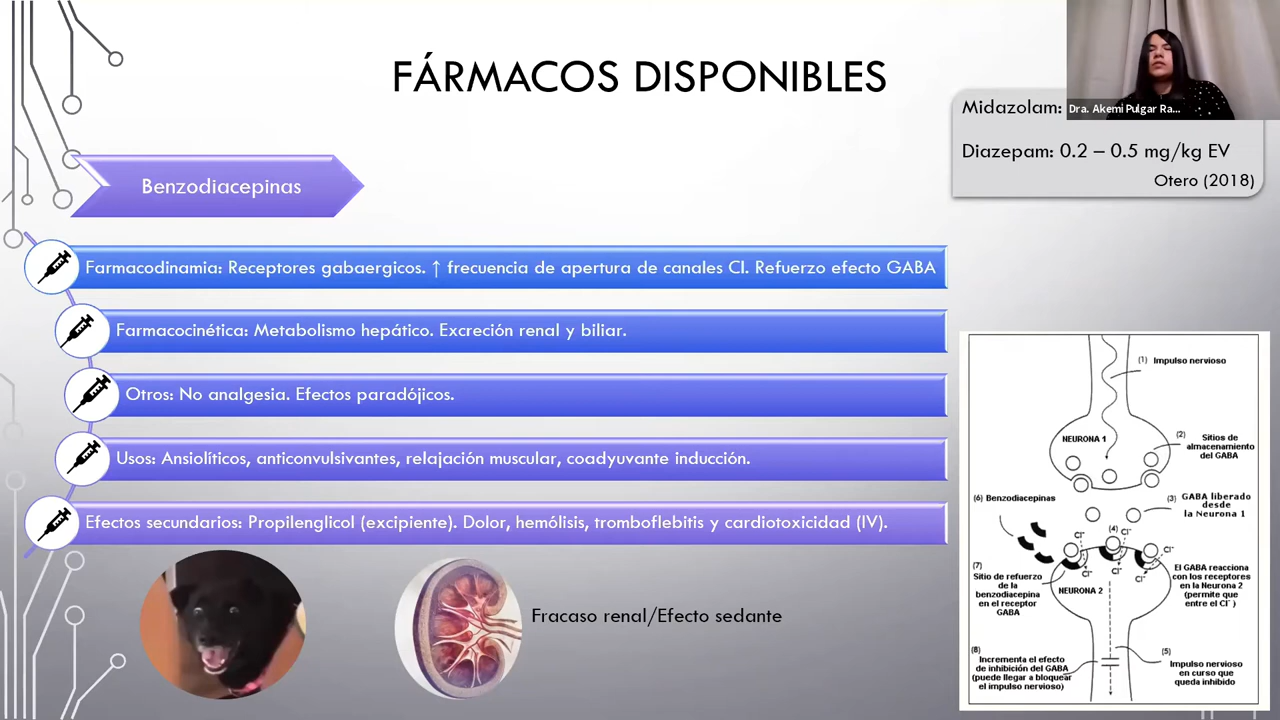 FÁRMACOS DISPONIBLES
Midazolam:
Dra. Akemi Pulgar Ra...
Diazepam: 0.2 – 0.5 mg/kg EV
Otero (2018)
Benzodiacepinas
Farmacodinamia: Receptores gabaergicos. ↑ frecuencia de apertura de canales Cl. Refuerzo efecto GABA
Farmacocinética: Metabolismo hepático. Excreción renal y biliar.
Otros: No analgesia. Efectos paradójicos.
Usos: Ansiolíticos, anticonvulsivantes, relajación muscular, coadyuvante inducción.
Efectos secundarios: Propilenglicol (excipiente). Dolor, hemólisis, tromboflebitis y cardiotoxicidad (IV).
Fracaso renal/Efecto sedante
(1) Impulso nervioso
NEURONA 1
(2) Sitios de
almacenamiento
del GABA
(6) Benzodiacepinas
(3) GABA liberado
desde
la Neurona 1
(4)
Cl⁻
Cl⁻
Cl⁻
Cl⁻
Cl⁻
Cl⁻
(7)
Sitio de refuerzo
de la
benzodiacepina
en el receptor
GABA
NEURONA 2
El GABA reacciona
con los receptores
en la Neurona 2
(permite que
entre el Cl⁻ )
(8)
Incrementa el efecto
de inhibición del GABA
(puede llegar a bloquear
el impulso nervioso)
(5)
Impulso nervioso
en curso que
queda inhibido